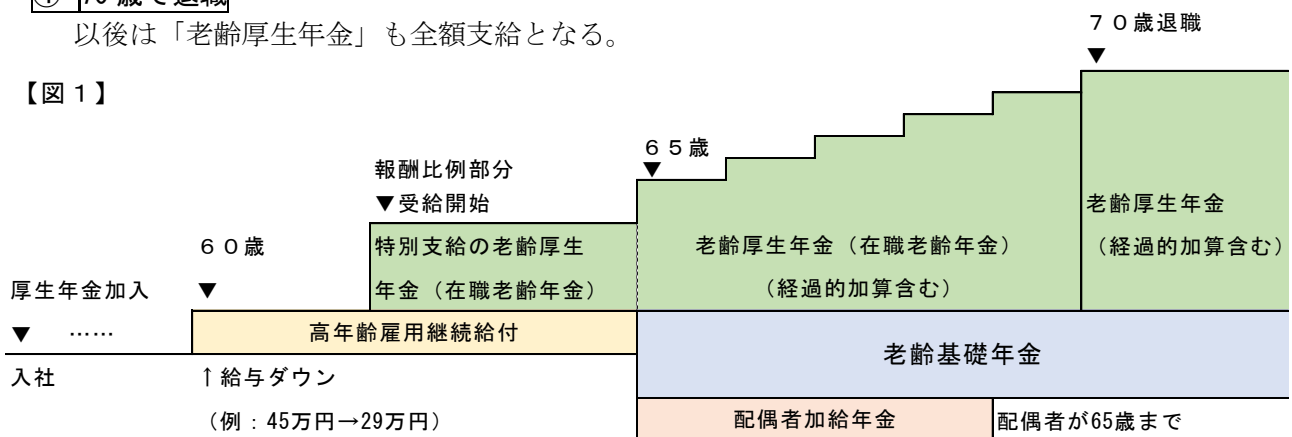 以後は「老齢厚生年金」も全額支給となる。
７０歳退職
▼
【図１】
６５歳
▼
報酬比例部分
▼受給開始
老齢厚生年金
（経過的加算含む）
６０歳
特別支給の老齢厚生
年金（在職老齢年金）
老齢厚生年金（在職老齢年金）
（経過的加算含む）
厚生年金加入
▼
▼ ……
高年齢雇用継続給付
老齢基礎年金
入社
↑給与ダウン
（例：45万円→29万円）
配偶者加給年金
配偶者が65歳まで